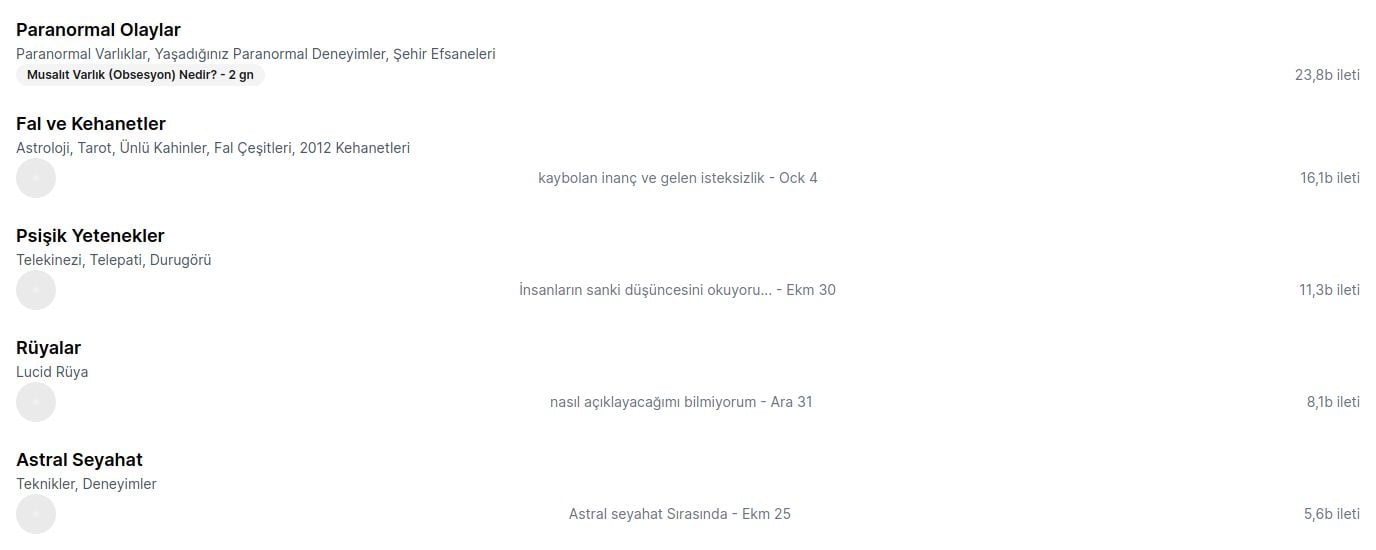 Paranormal Olaylar
Paranormal Varlıklar, Yaşadığınız Paranormal Deneyimler, Şehir Efsaneleri
Musallt Varlık (Obsesyon) Nedir? - 2 gn
23,8b ileti
Fal ve Kehanetler
Astroloji, Tarot, Ünlü Kahinler, Fal Çeşitleri, 2012 Kehanetleri
kaybolan inanç ve gelen isteksizlik - Ock 4
16,1b ileti
Psişik Yetenekler
Telekinezi, Telepati, Durugörü
İnsanların sanki düşüncesini okuyoru... - Ekm 30
11,3b ileti
Rüyalar
Lucid Rüya
nasıl açıklayacağımı bilmiyorum - Ara 31
8,1b ileti
Astral Seyahat
Teknikler, Deneyimler
Astral seyahat Sırasında - Ekm 25
5,6b ileti